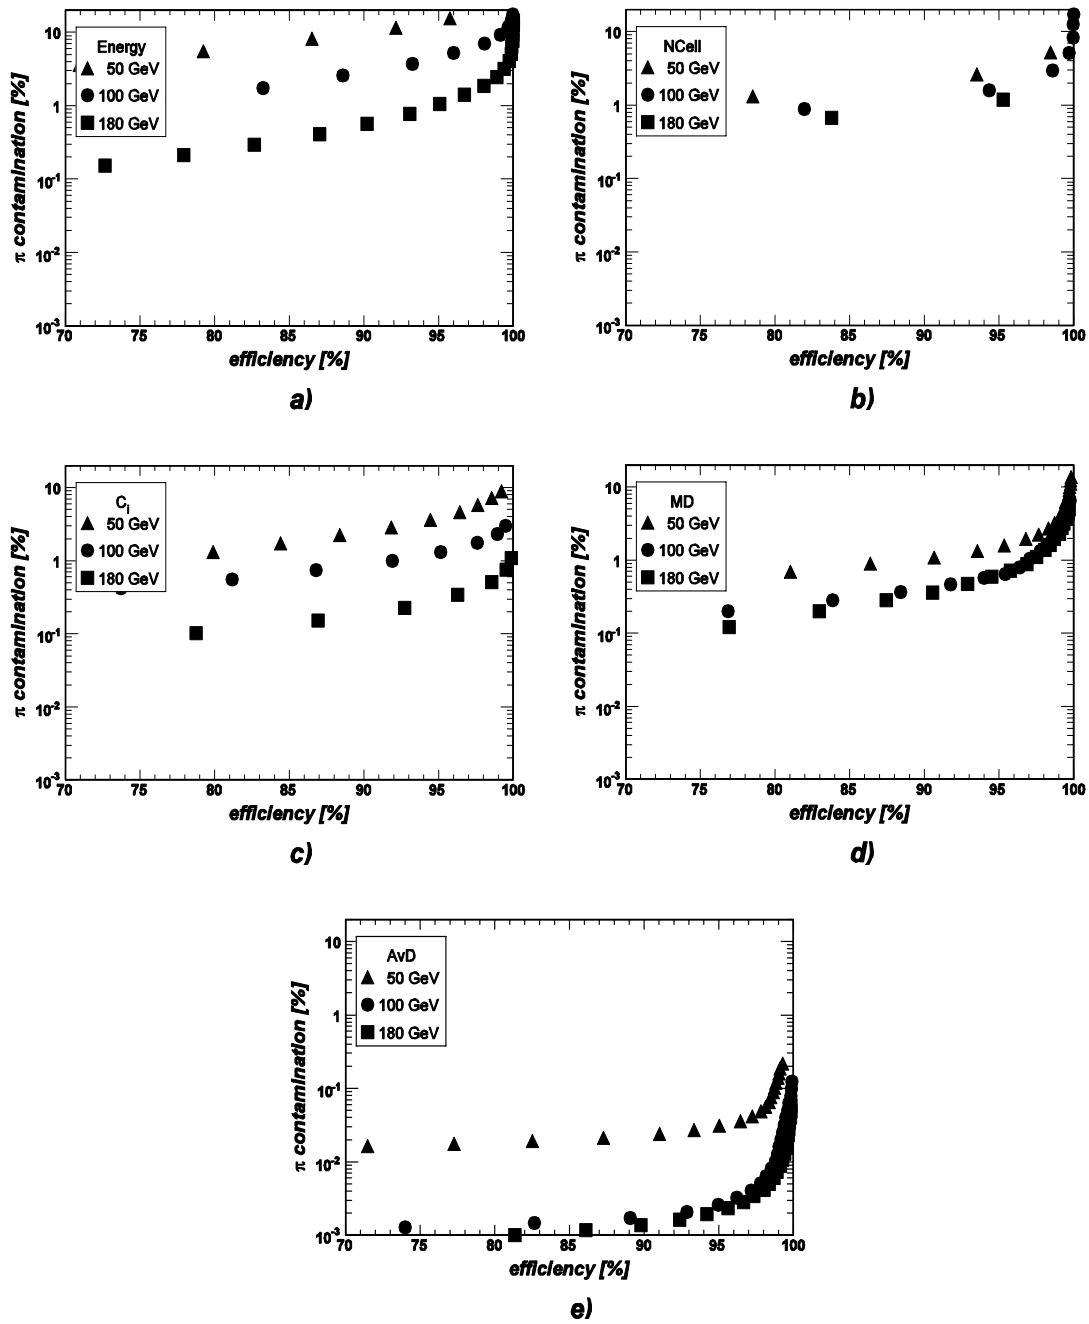 10
1
10⁻¹
10⁻²
10⁻³
π contamination [%]
Energy
50 GeV
100 GeV
180 GeV
70 75 80 85 90 95 100
efficiency [%]
a)
10
1
10⁻¹
10⁻²
10⁻³
π contamination [%]
NCell
50 GeV
100 GeV
180 GeV
70 75 80 85 90 95 100
efficiency [%]
b)
10
1
10⁻¹
10⁻²
10⁻³
π contamination [%]
Cᵢ
50 GeV
100 GeV
180 GeV
70 75 80 85 90 95 100
efficiency [%]
c)
10
1
10⁻¹
10⁻²
10⁻³
π contamination [%]
MD
50 GeV
100 GeV
180 GeV
70 75 80 85 90 95 100
efficiency [%]
d)
10
1
10⁻¹
10⁻²
10⁻³
π contamination [%]
AvD
50 GeV
100 GeV
180 GeV
70 75 80 85 90 95 100
efficiency [%]
e)